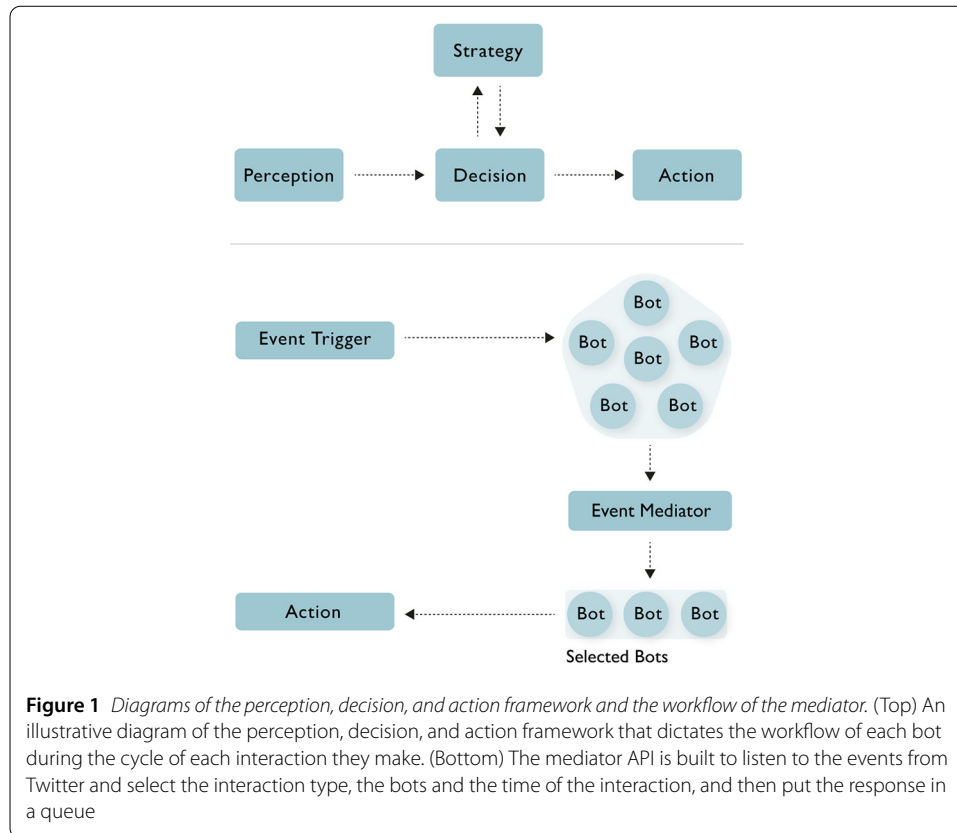 Strategy
Perception
Decision
Action
Bot
Event Trigger
Bot
Bot
Bot
Bot
Bot
Event Mediator
Action
Bot
Bot
Bot
Selected Bots
Figure 1 Diagrams of the perception, decision, and action framework and the workflow of the mediator. (Top) An
illustrative diagram of the perception, decision, and action framework that dictates the workflow of each bot
during the cycle of each interaction they make. (Bottom) The mediator API is built to listen to the events from
Twitter and select the interaction type, the bots and the time of the interaction, and then put the response in
a queue